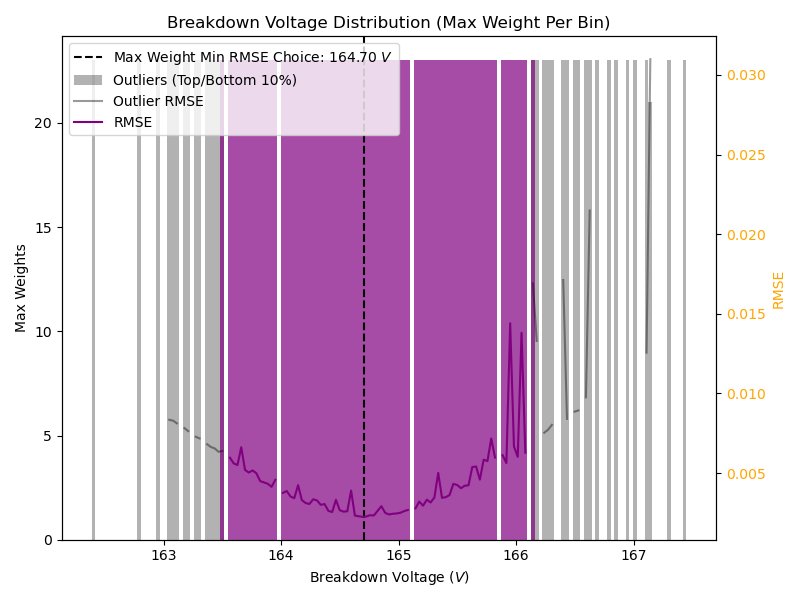 Breakdown Voltage Distribution (Max Weight Per Bin)
Max Weight Min RMSE Choice: 164.70 V
Outliers (Top/Bottom 10%)
Outlier RMSE
RMSE
Max Weights
20
15
10
5
0
0.030
0.025
0.020
0.015
0.010
0.005
RMSE
163 164 165 166 167
Breakdown Voltage (V)